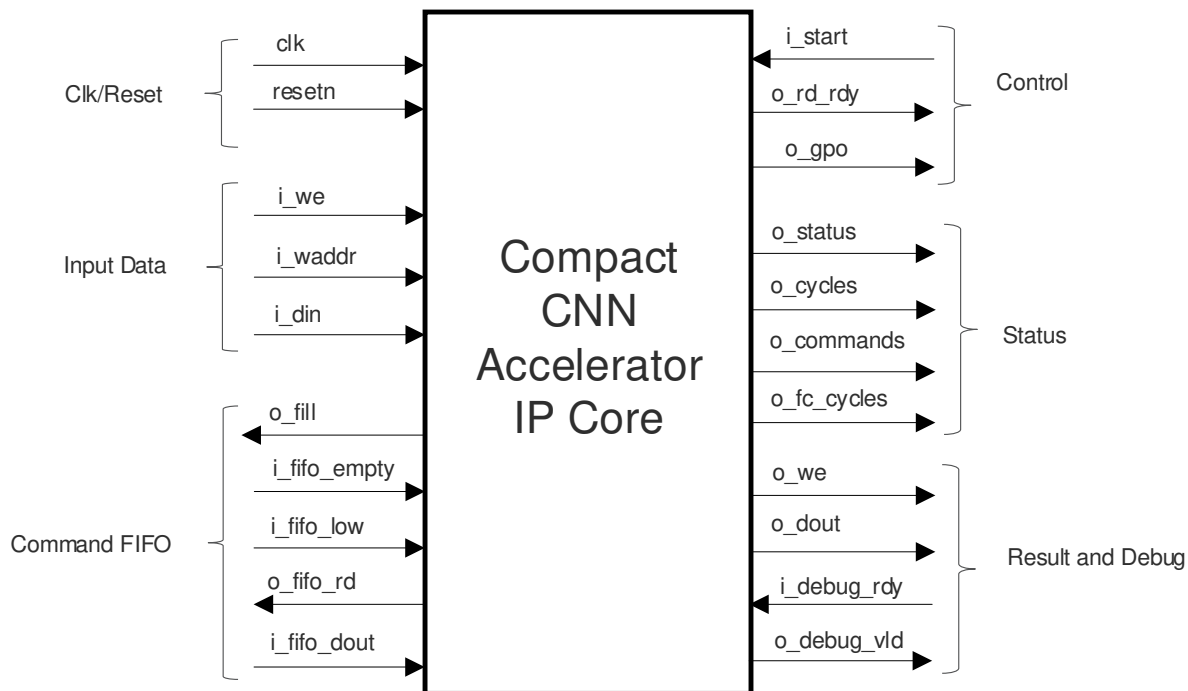 Clk/Reset
clk
resetn
Input Data
i_we
i_waddr
i_din
Command FIFO
o_fill
i_fifo_empty
i_fifo_low
o_fifo_rd
i_fifo_dout
Compact
CNN
Accelerator
IP Core
i_start
o_rd_rdy
o_gpo
Control
o_status
o_cycles
o_commands
o_fc_cycles
Status
o_we
o_dout
i_debug_rdy
o_debug_vld
Result and Debug